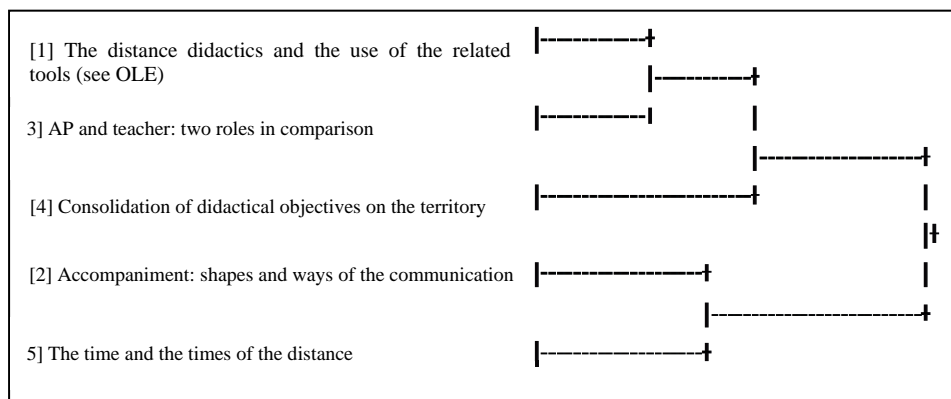 [1] The distance didactics and the use of the related
tools (see OLE)
3] AP and teacher: two roles in comparison
[4] Consolidation of didactical objectives on the territory
[2] Accompaniment: shapes and ways of the communication
5] The time and the times of the distance